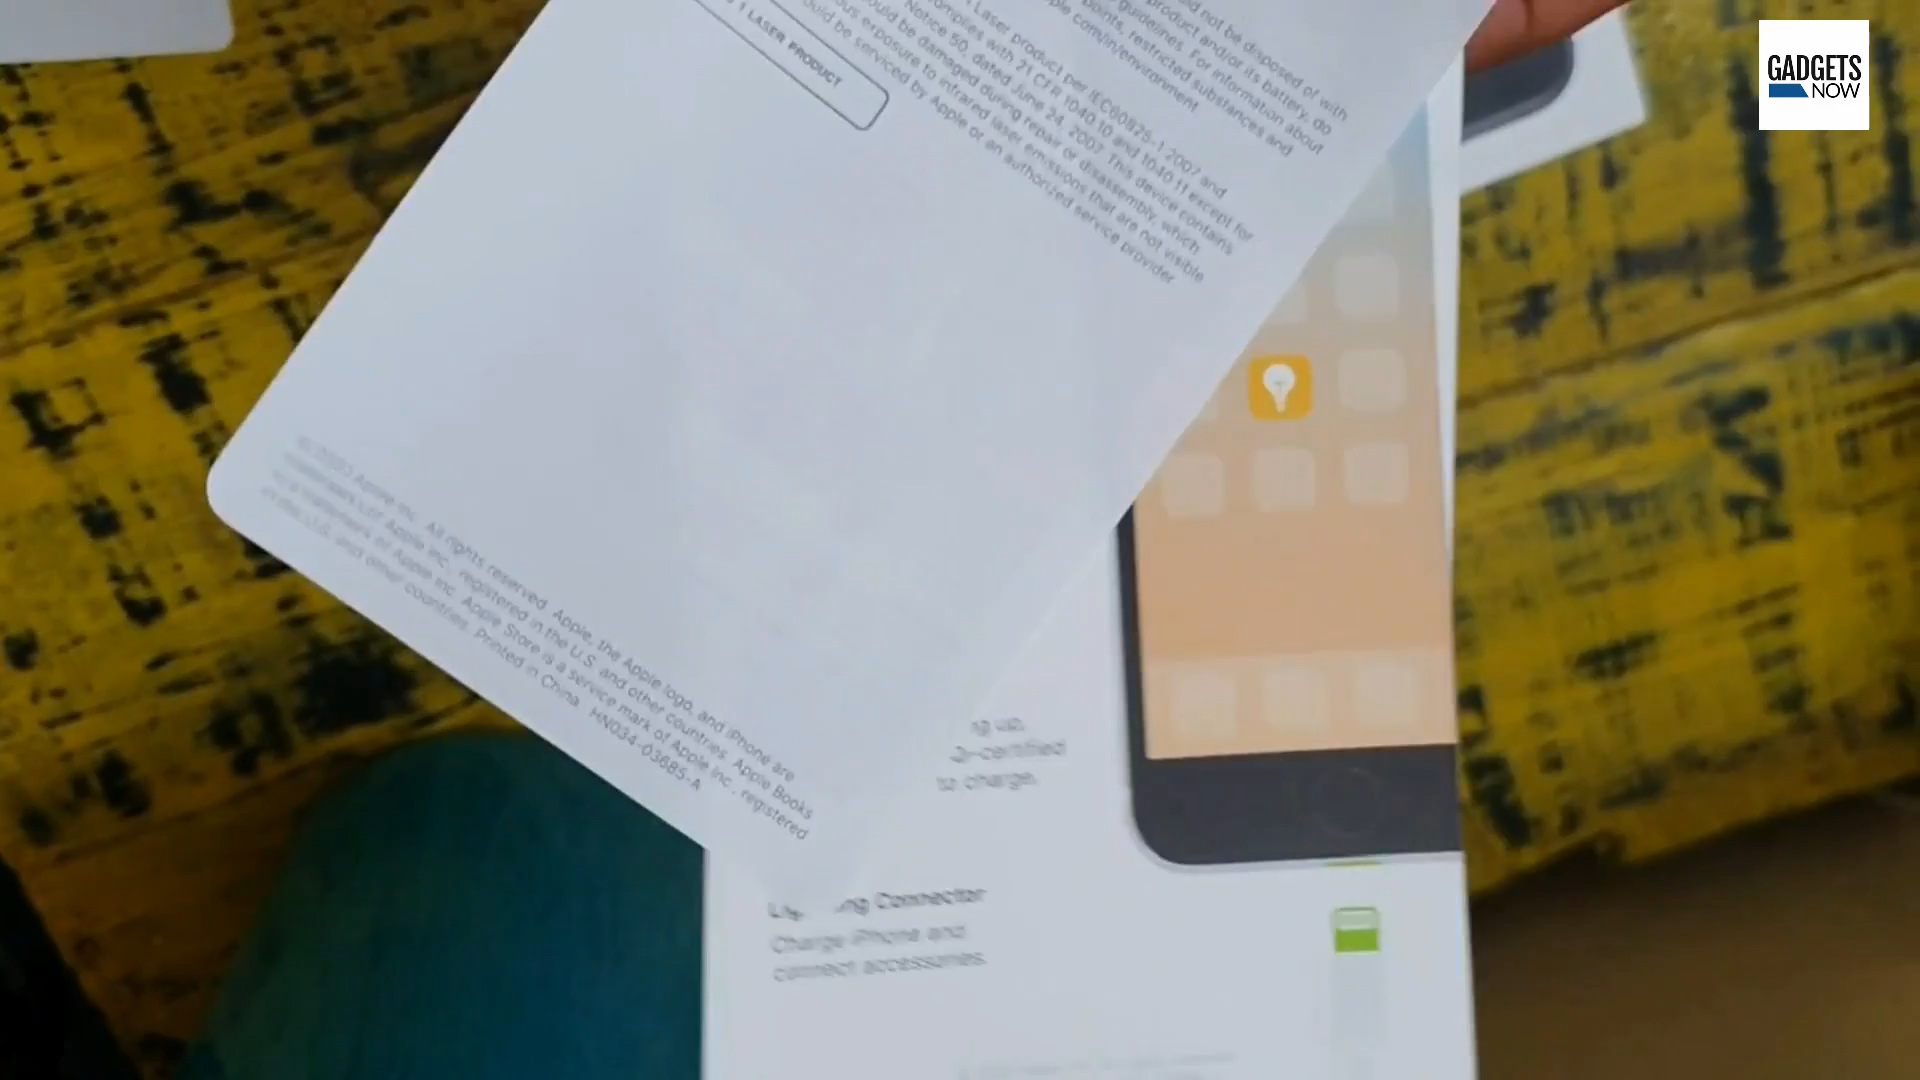 GADGETS
NOW
not be disposed of with
product and/or its battery, do
guidelines. For information about
points, restricted substances and
com/in/environment
1 LASER PRODUCT
Laser product per IEC60825-1 2007 and
complies with 21 CFR 1040.10 and 1040.11 except for
Notice 50, dated June 24, 2007. This device contains
be damaged during repair or disassembly, which
exposure to infrared laser emissions that are not visible
be serviced by Apple or an authorized service provider
Apple Inc. All rights reserved. Apple, the Apple logo, and iPhone are
of Apple Inc., registered in the U.S. and other countries. Apple Books
is a trademark of Apple Inc. Apple Store is a service mark of Apple Inc., registered
in the U.S. and other countries. Printed in China. HN034-03685-A
up,
-certified
to charge.
Connector
Charge iPhone and
connect accessories.